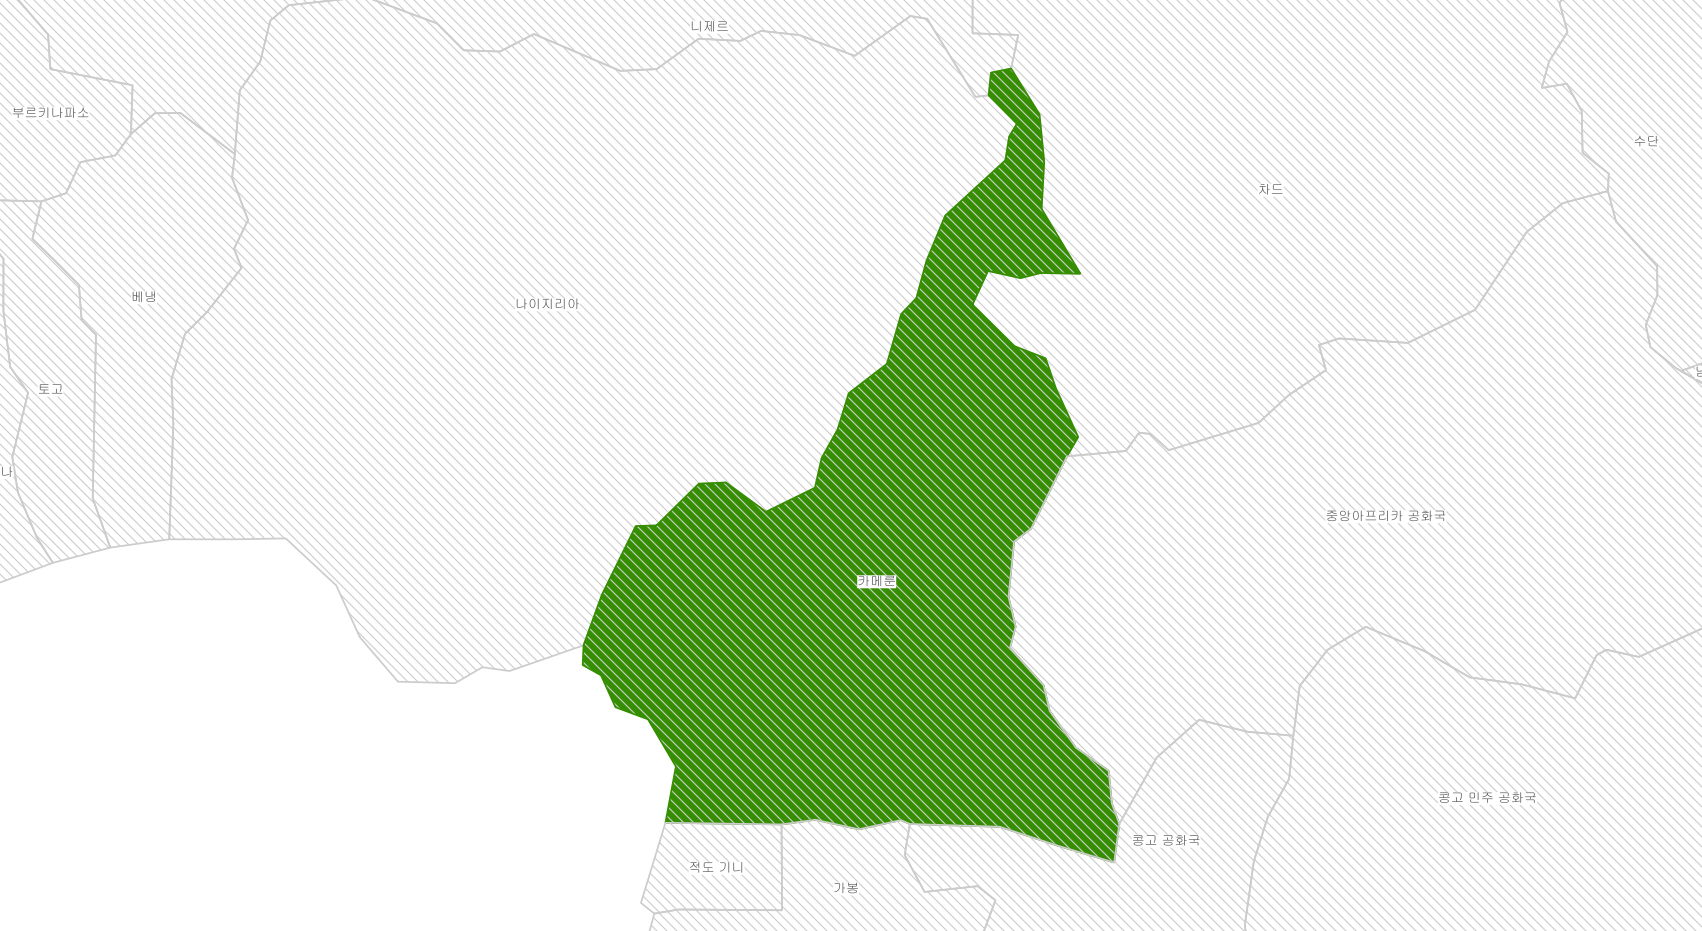 니제르
부르키나파소
수단
차드
베냉
나이지리아
토고
나
중앙아프리카 공화국
카메룬
콩고 민주 공화국
콩고 공화국
적도 기니
가봉